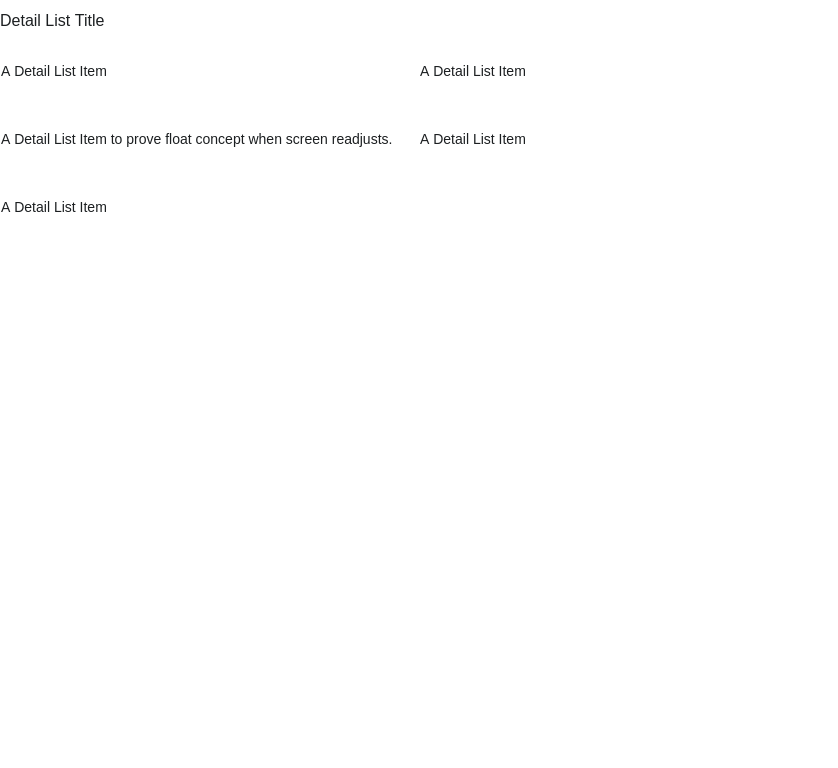 Detail List Title
A Detail List Item
A Detail List Item
A Detail List Item to prove float concept when screen readjusts.
A Detail List Item
A Detail List Item